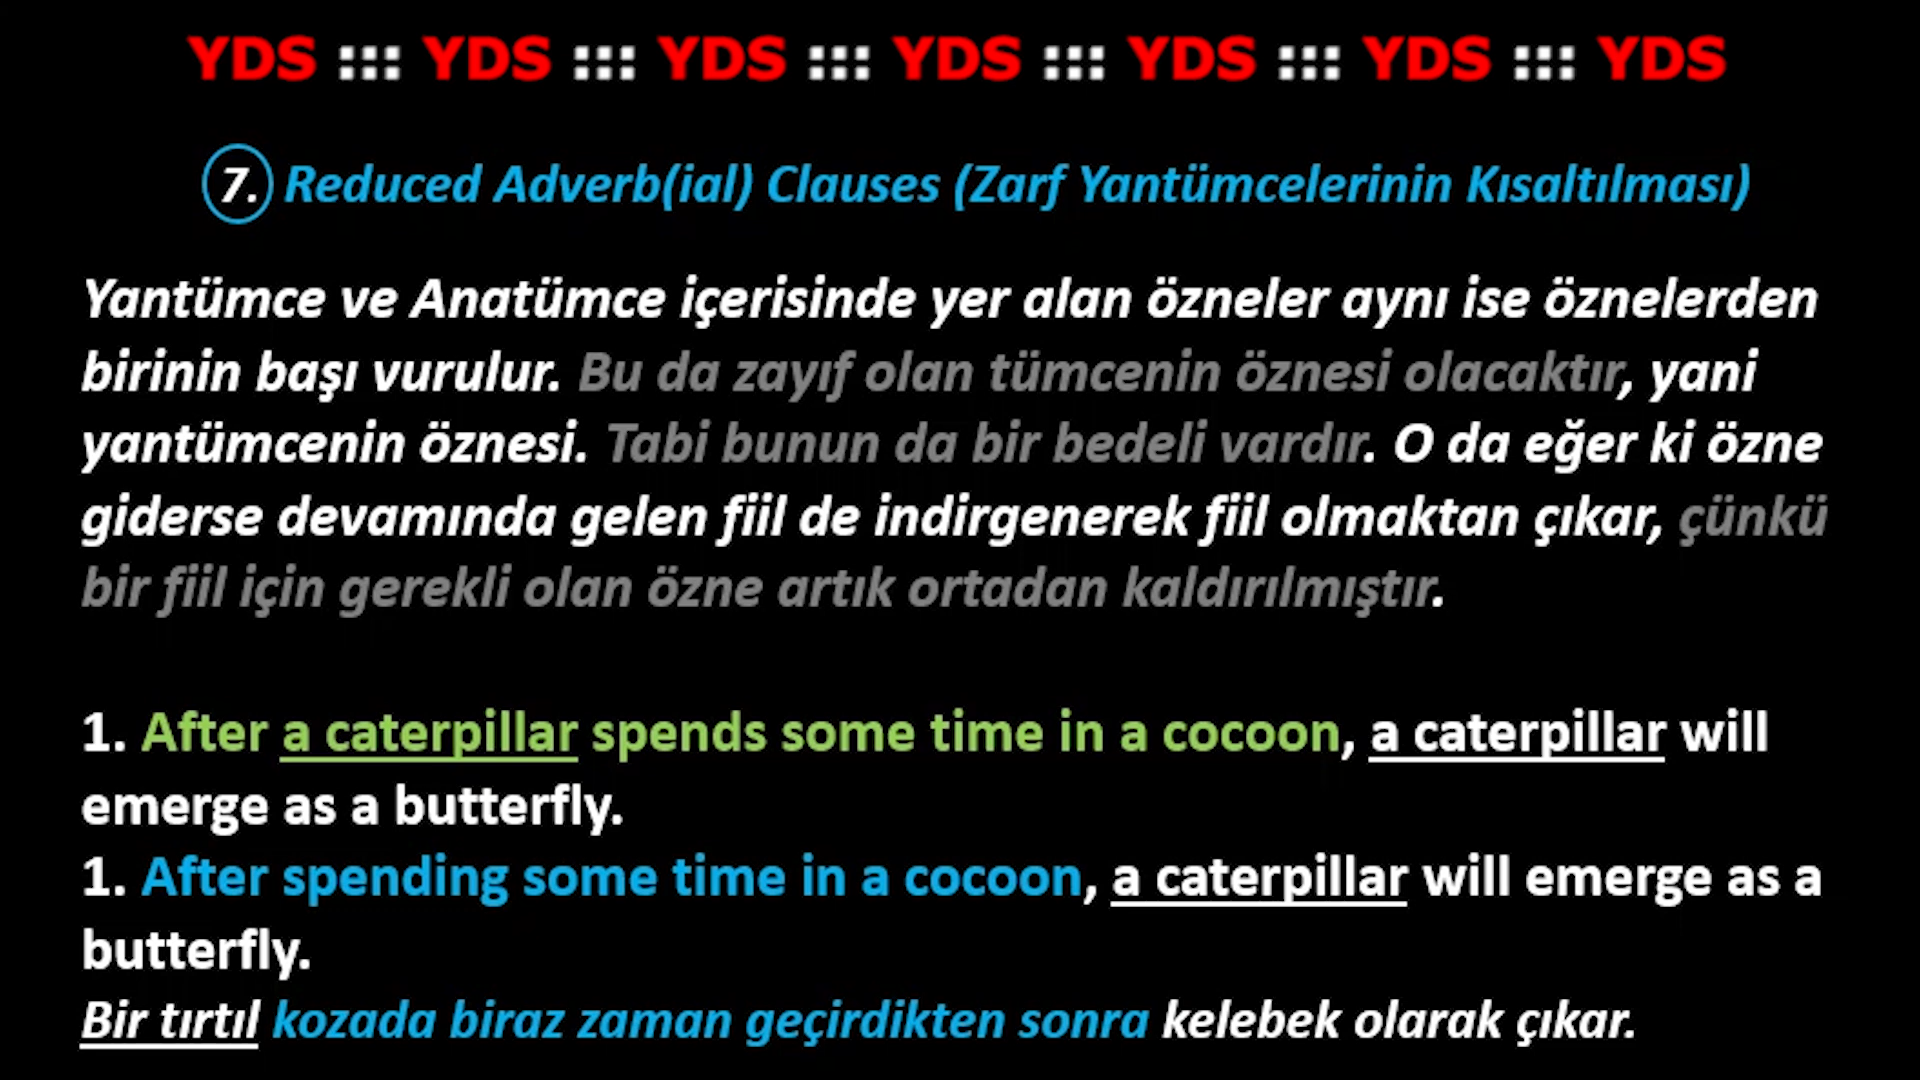 YDS ::: YDS ::: YDS ::: YDS ::: YDS ::: YDS ::: YDS
7. Reduced Adverb(ial) Clauses (Zarf Yantümcelerinin Kısaltılması)
Yantümce ve Anatümce içerisinde yer alan özneler aynı ise öznelerden
birinin başı vurulur. Bu da zayıf olan tümcenin öznesi olacaktır, yani
yantümcenin öznesi. Tabi bunun da bir bedeli vardır. O da eğer ki özne
giderse devamında gelen fiil de indirgenerek fiil olmaktan çıkar, çünkü
bir fiil için gerekli olan özne artık ortadan kaldırılmıştır.
1. After a caterpillar spends some time in a cocoon, a caterpillar will
emerge as a butterfly.
1. After spending some time in a cocoon, a caterpillar will emerge as a
butterfly.
Bir tırtıl kozada biraz zaman geçirdikten sonra kelebek olarak çıkar.